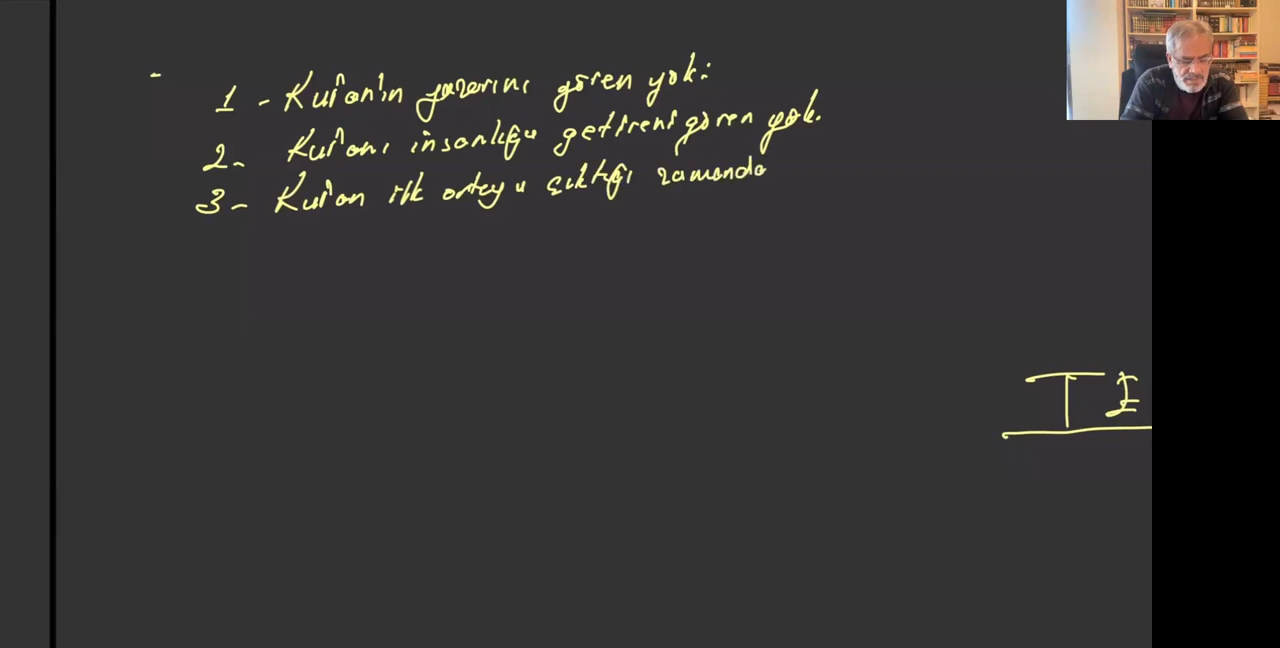 1 - Kur'an'ın yazarını gören yok.
2- Kur'anı insanlığa getireni gören yok.
3- Kur'an ilk ortaya çıktığı zamanda
T E